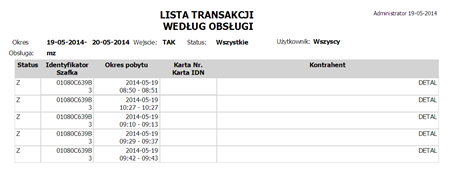 LISTA TRANSAKCJI
WEDŁUG OBSŁUGI
Administrator 19-05-2014
Okres 19-05-2014- 20-05-2014 Wejscie: TAK Status: Wszystkie Użytkownik: Wszyscy
Obsługa: mz
Status Identyfikator Szafka Okres pobytu Karta Nr. Karta IDN Kontrahent
Z 01080C639B 2014-05-19 DETAL
3 08:50 - 08:51
Z 01080C639B 2014-05-19 DETAL
3 10:27 - 10:27
Z 01080C639B 2014-05-19 DETAL
3 09:10 - 09:13
Z 01080C639B 2014-05-19 DETAL
3 09:29 - 09:37
Z 01080C639B 2014-05-19 DETAL
3 09:42 - 09:43